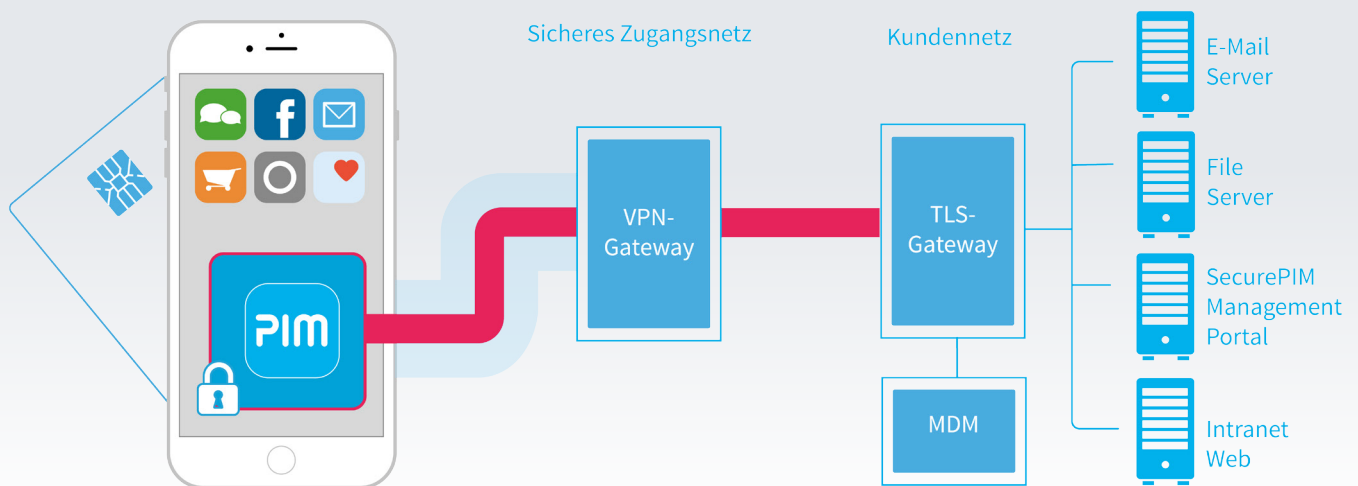 Sicheres Zugangsnetz
Kundennetz
E-Mail
Server
File
Server
SecurePIM
Management
Portal
Intranet
Web
VPN-
Gateway
TLS-
Gateway
MDM
PIM
f